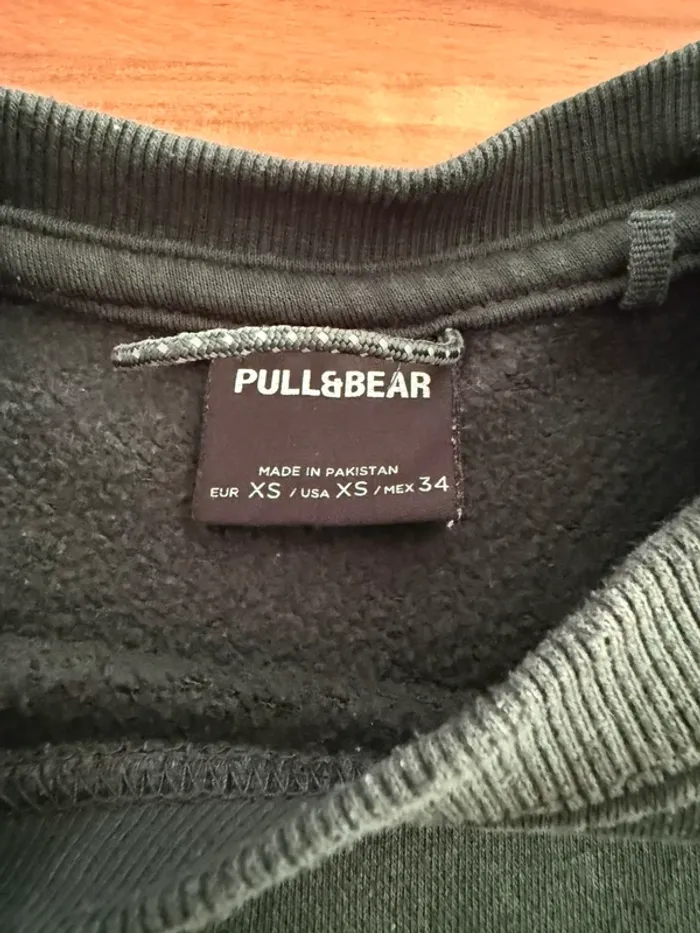 PULL&BEAR
MADE IN PAKISTAN
EUR XS / USA XS / MEX 34